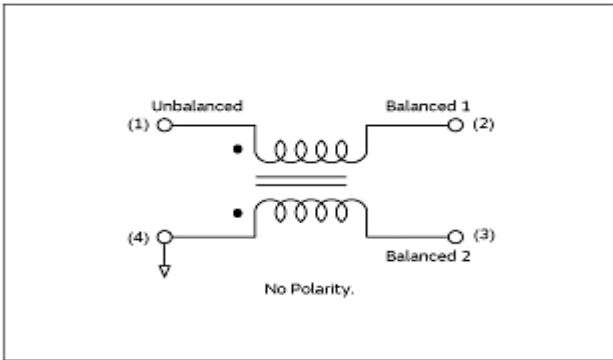 Unbalanced Balanced 1
(1) (2)
(4) (3)
Balanced 2
No Polarity.